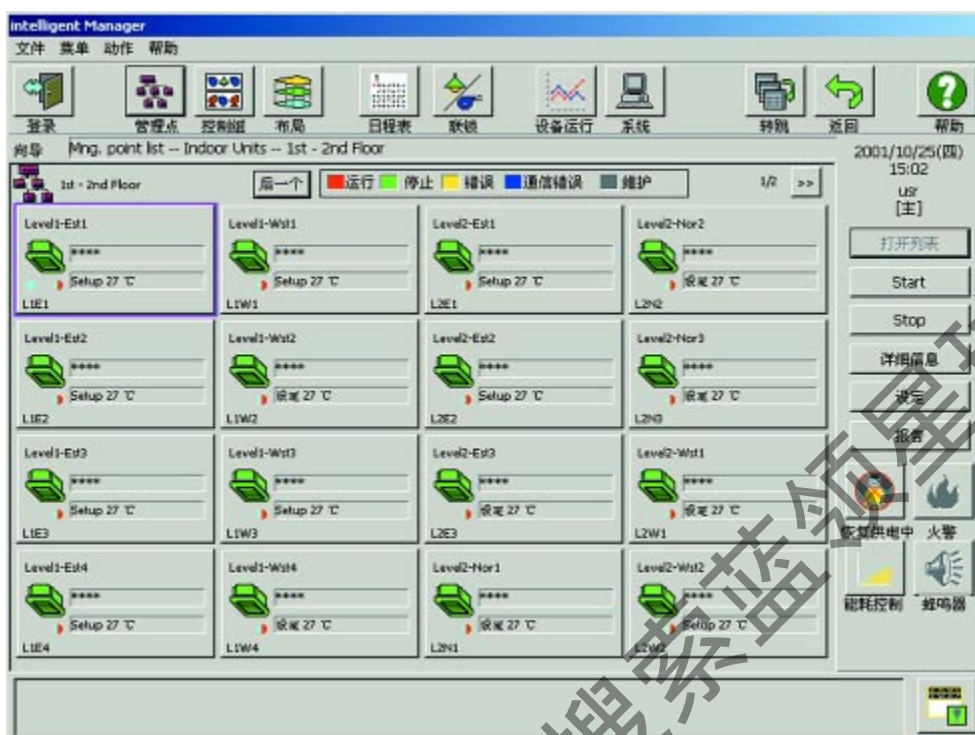 intelligent Manager
文件 菜单 动作 帮助
登录 管理点 控制组 布局 日程表 联锁 设备运行 系统 转跳 返回 帮助
向导 Mng. point list -- Indoor Units -- 1st - 2nd Floor
2001/10/25(四)
15:02
usr
[主]
1st - 2nd Floor 后一个 运行 停止 错误 通信错误 维护 1/2 >>
Level1-Est1 Level1-Wst1 Level2-Est1 Level2-Nor2
**** **** **** ****
Setup 27 ℃ Setup 27 ℃ Setup 27 ℃ 设定 27 ℃
L1E1 L1W1 L2E1 L2N2
Level1-Est2 Level1-Wst2 Level2-Est2 Level2-Nor3
**** **** **** ****
Setup 27 ℃ 设定 27 ℃ Setup 27 ℃ 设定 27 ℃
L1E2 L1W2 L2E2 L2N3
Level1-Est3 Level1-Wst3 Level2-Est3 Level2-Wst1
**** **** **** ****
Setup 27 ℃ Setup 27 ℃ 设定 27 ℃ 设定 27 ℃
L1E3 L1W3 L2E3 L2W1
Level1-Est4 Level1-Wst4 Level2-Nor1 Level2-Wst2
**** **** **** ****
Setup 27 ℃ 设定 27 ℃ 设定 27 ℃ Setup 27 ℃
L1E4 L1W4 L2N1 L2W2
打开列表
Start
Stop
详细信息
设定
报告
恢复供电中 火警
能耗控制 蜂鸣器
搜索蓝领星球